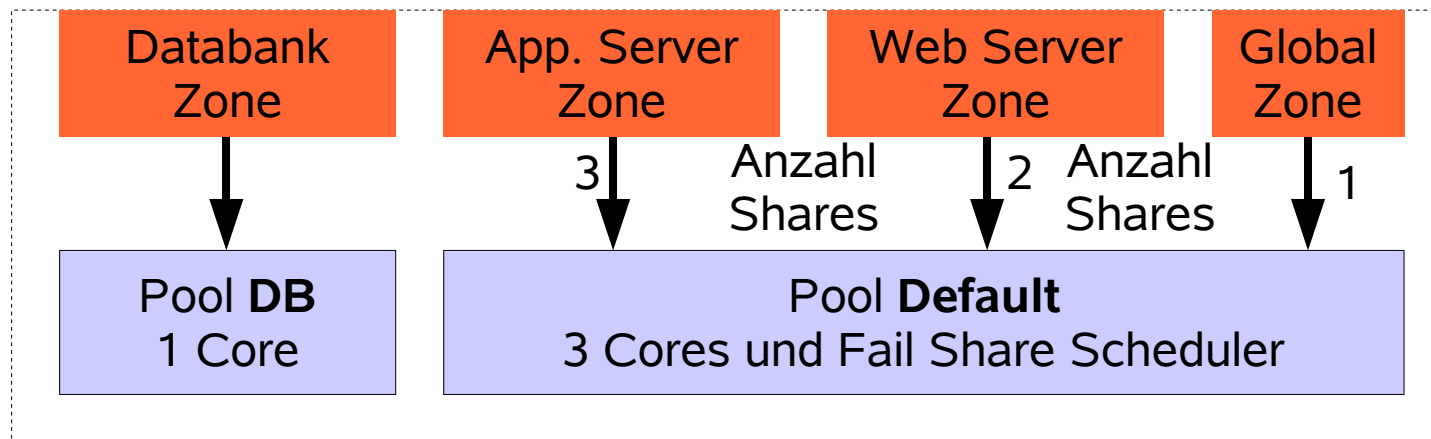 Databank
Zone
App. Server
Zone
Web Server
Zone
Global
Zone
3
Anzahl
Shares
2
Anzahl
Shares
1
Pool DB
1 Core
Pool Default
3 Cores und Fail Share Scheduler